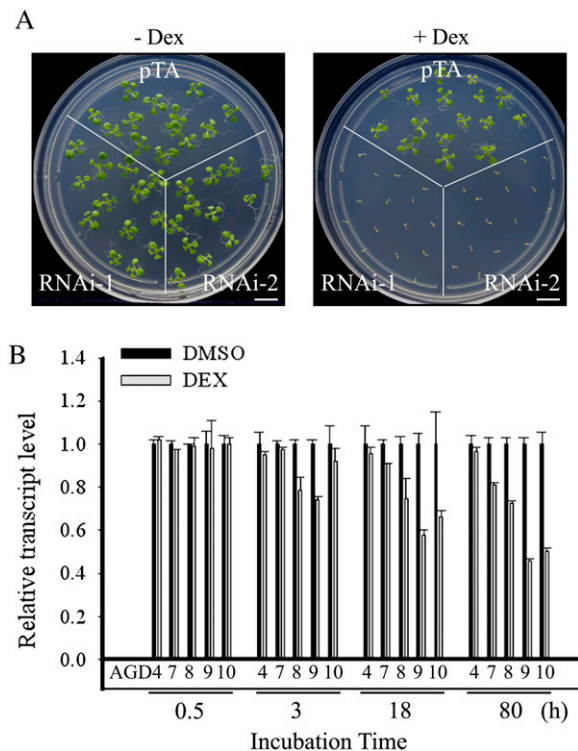 A
- Dex
+ Dex
pTA
pTA
RNAi-1
RNAi-2
RNAi-1
RNAi-2
B
DMSO
DEX
Relative transcript level
1.4
1.2
1.0
0.8
0.6
0.4
0.2
0.0
AGD 4 7 8 9 10 4 7 8 9 10 4 7 8 9 10 4 7 8 9 10
0.5 3 18 80 (h)
Incubation Time